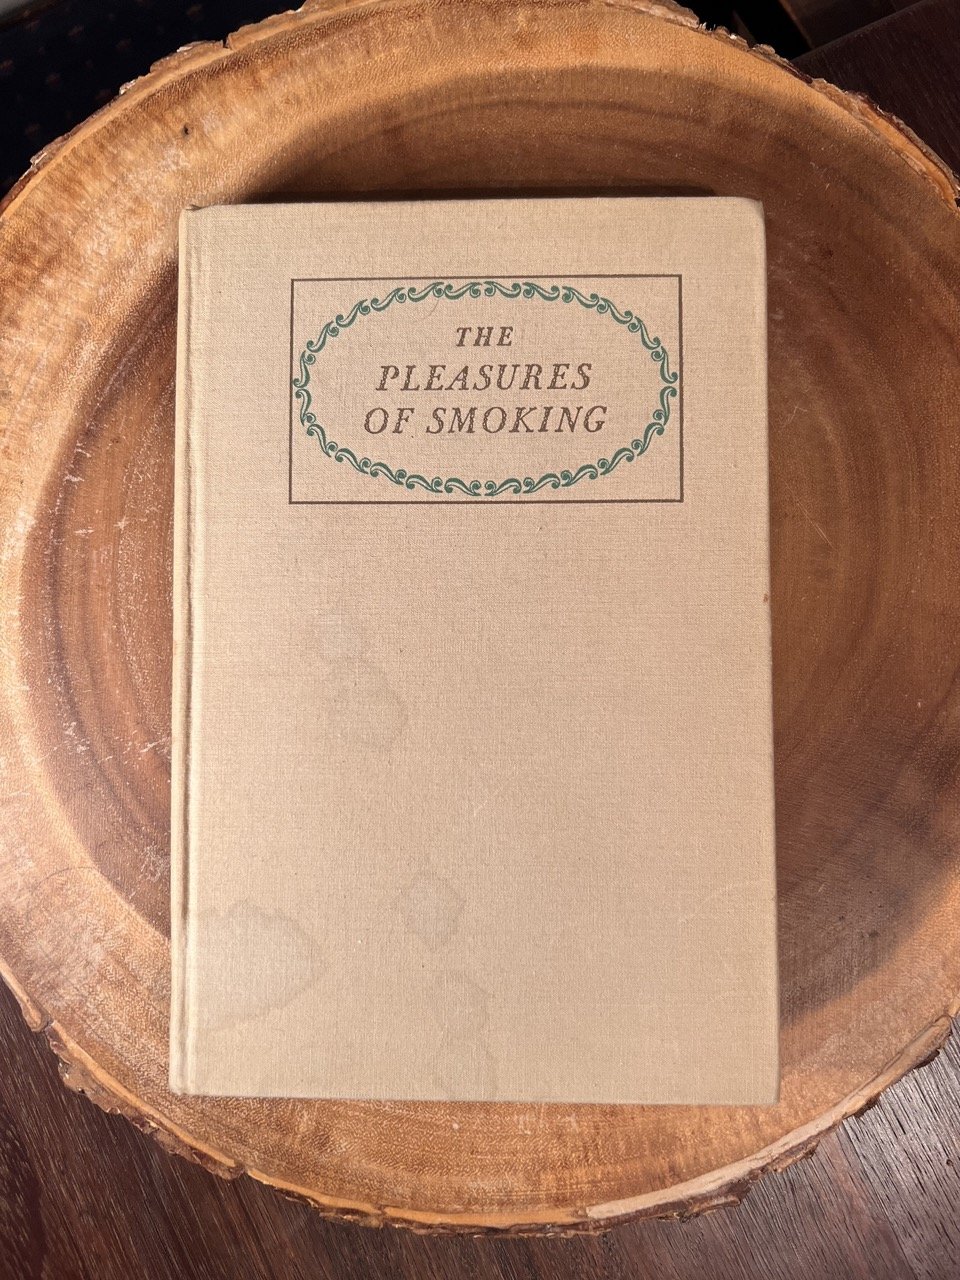 THE
PLEASURES
OF SMOKING